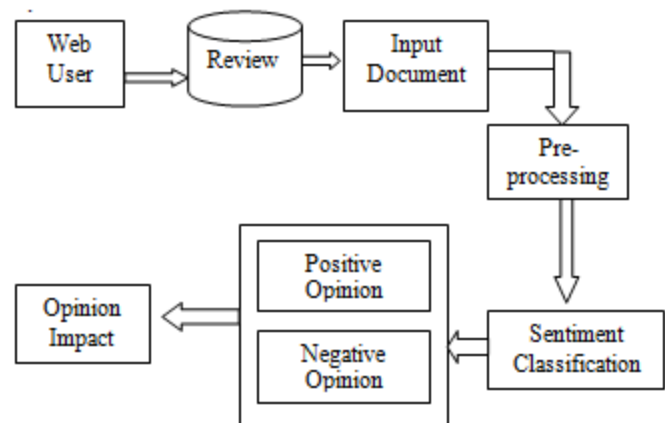 Web
User
Review
Input
Document
Pre-
processing
Sentiment
Classification
Positive
Opinion
Negative
Opinion
Opinion
Impact